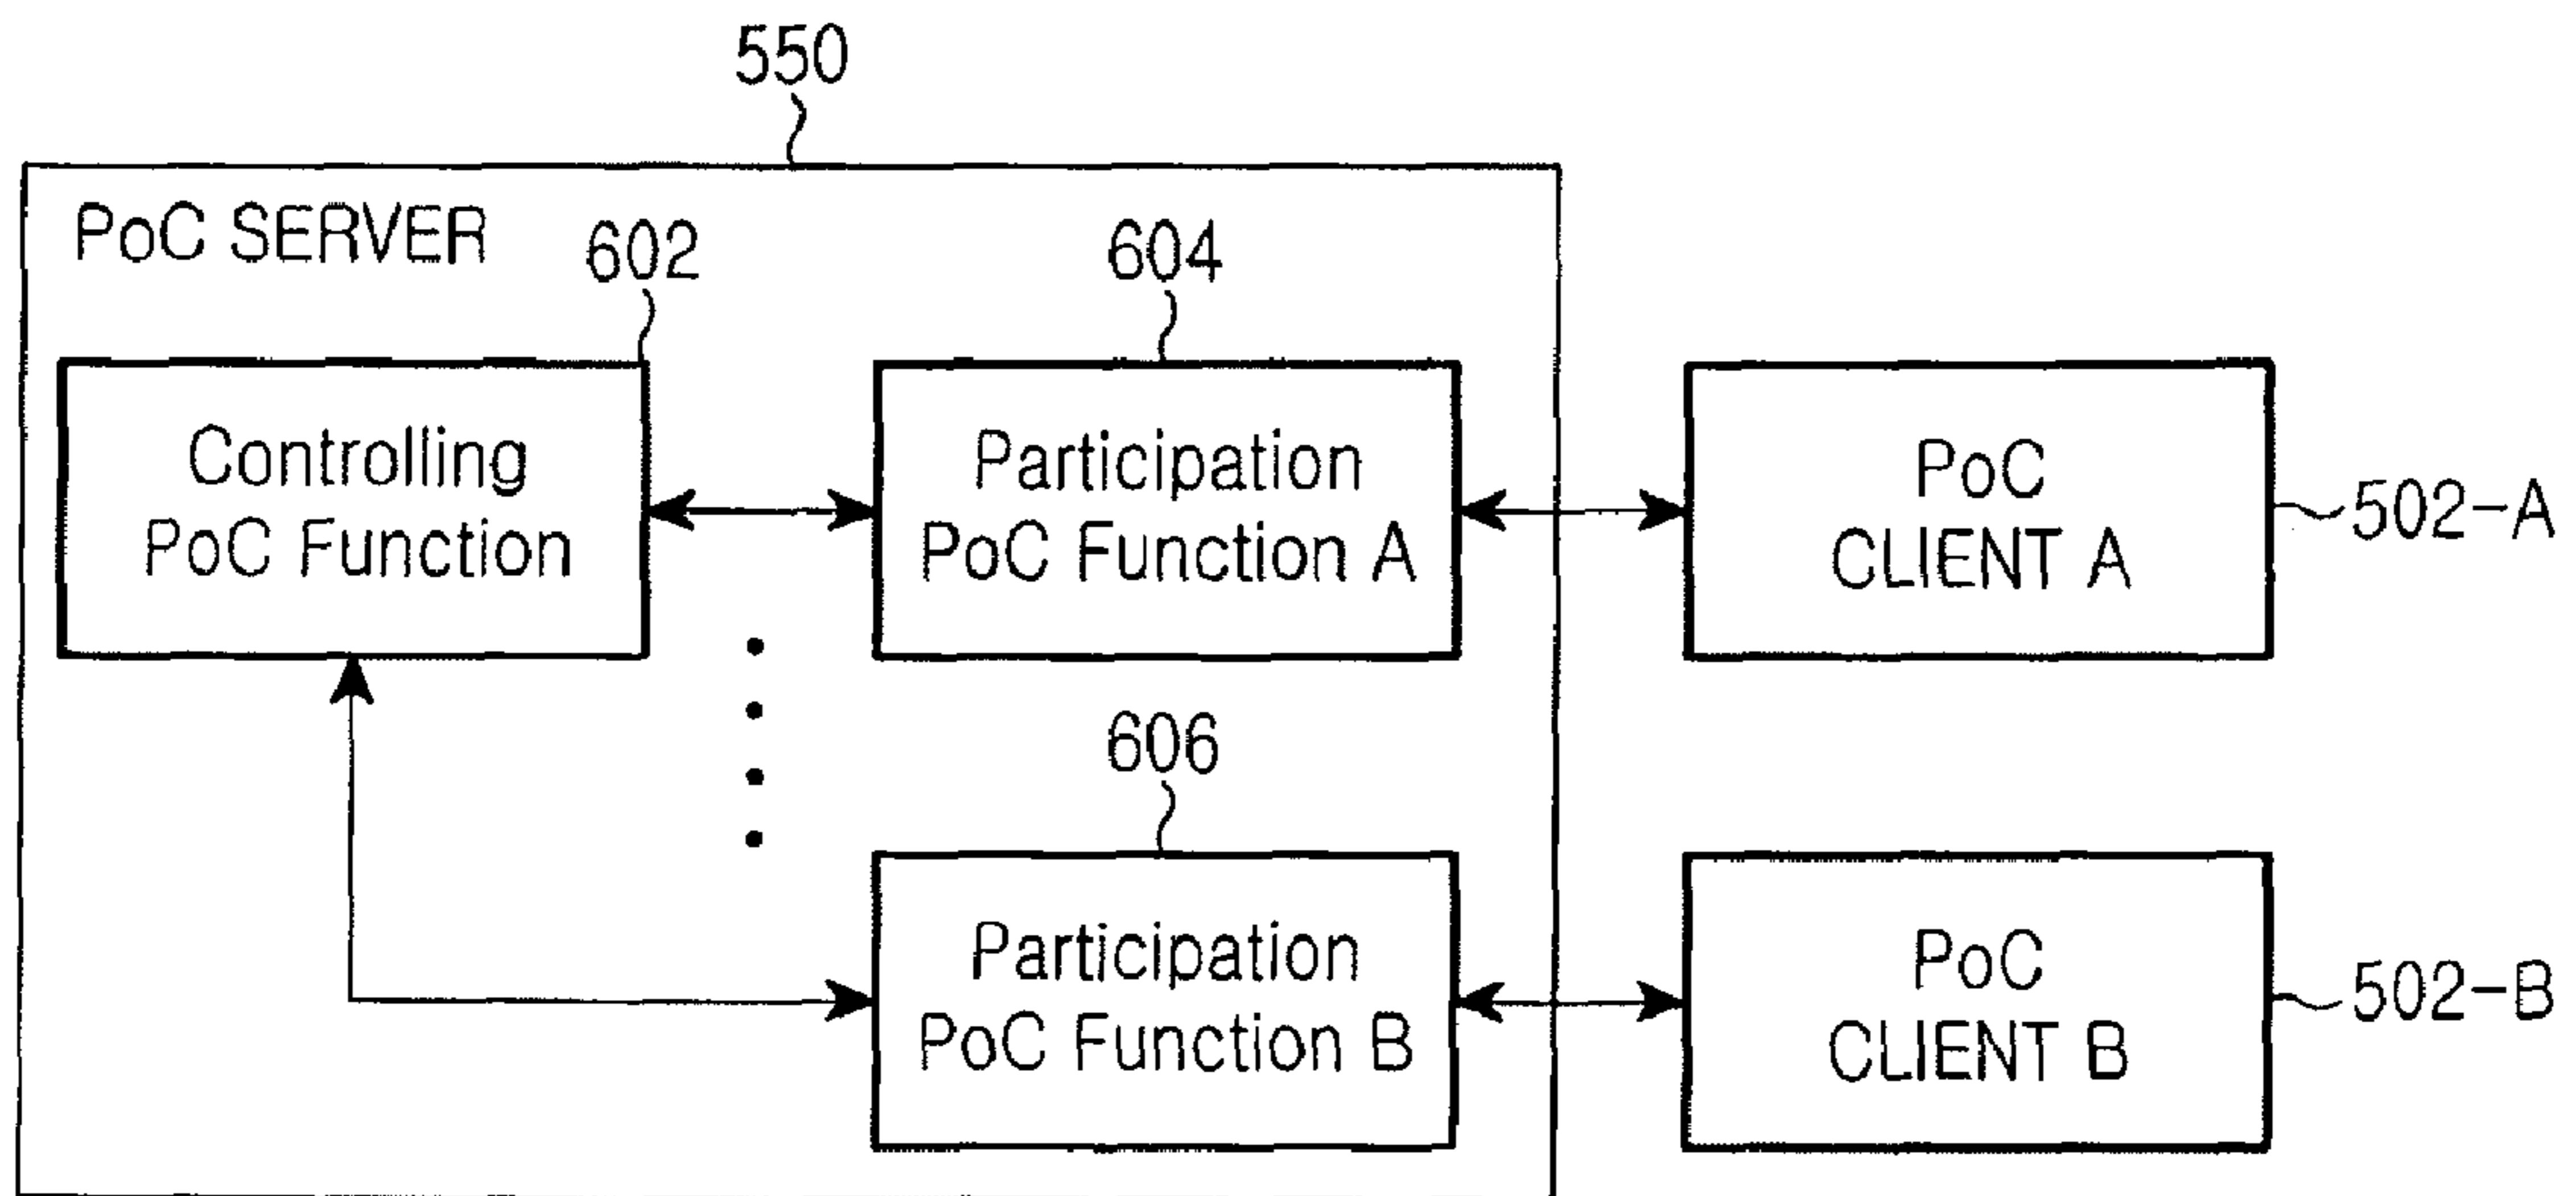 550
PoC SERVER
602
604
Controlling
PoC Function
Participation
PoC Function A
PoC
CLIENT A
502-A
606
Participation
PoC Function B
PoC
CLIENT B
502-B